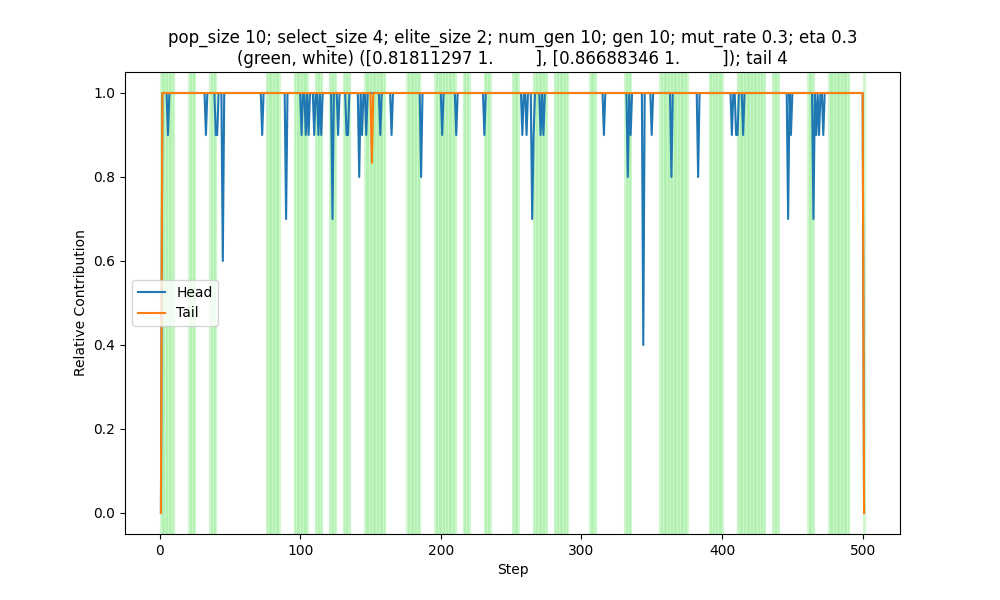 pop_size 10; select_size 4; elite_size 2; num_gen 10; gen 10; mut_rate 0.3; eta 0.3
(green, white) ([0.81811297 1.         ], [0.86688346 1.         ]); tail 4
1.0
0.8
0.6
0.4
0.2
0.0
Relative Contribution
Head
Tail
0
100
200
300
400
500
Step